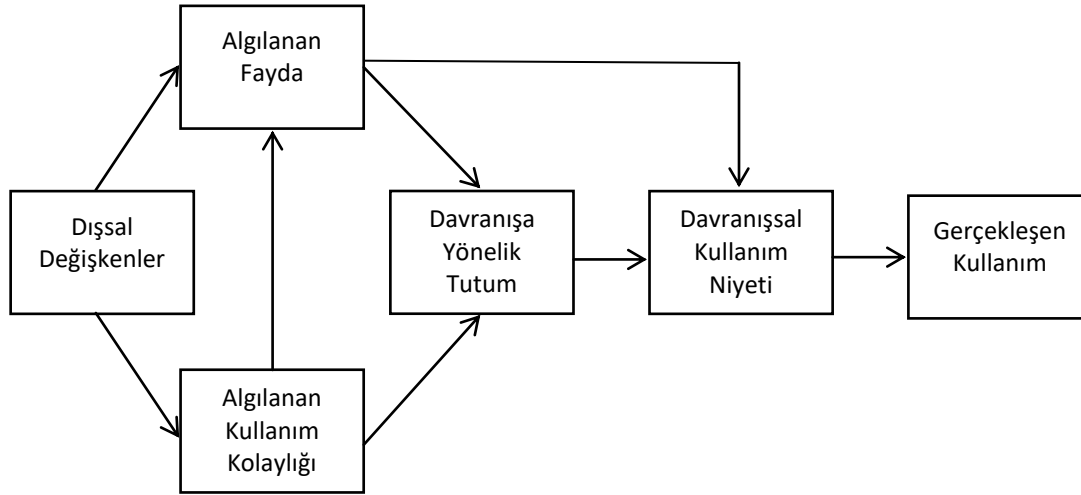 Algılanan
Fayda
Dışsal
Değişkenler
Davranışa
Yönelik
Tutum
Davranışsal
Kullanım
Niyeti
Gerçekleşen
Kullanım
Algılanan
Kullanım
Kolaylığı